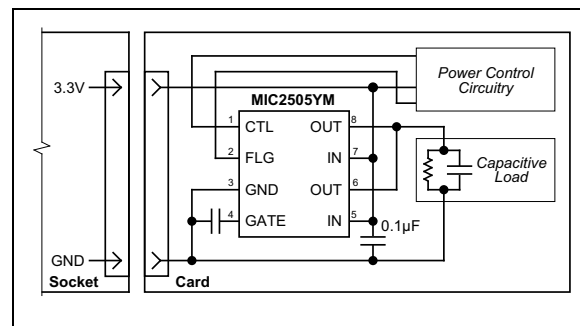 3.3V
GND
Socket
Card
MIC2505YM
1 CTL OUT 8
2 FLG IN 7
3 GND OUT 6
4 GATE IN 5
0.1µF
Power Control
Circuitry
Capacitive
Load